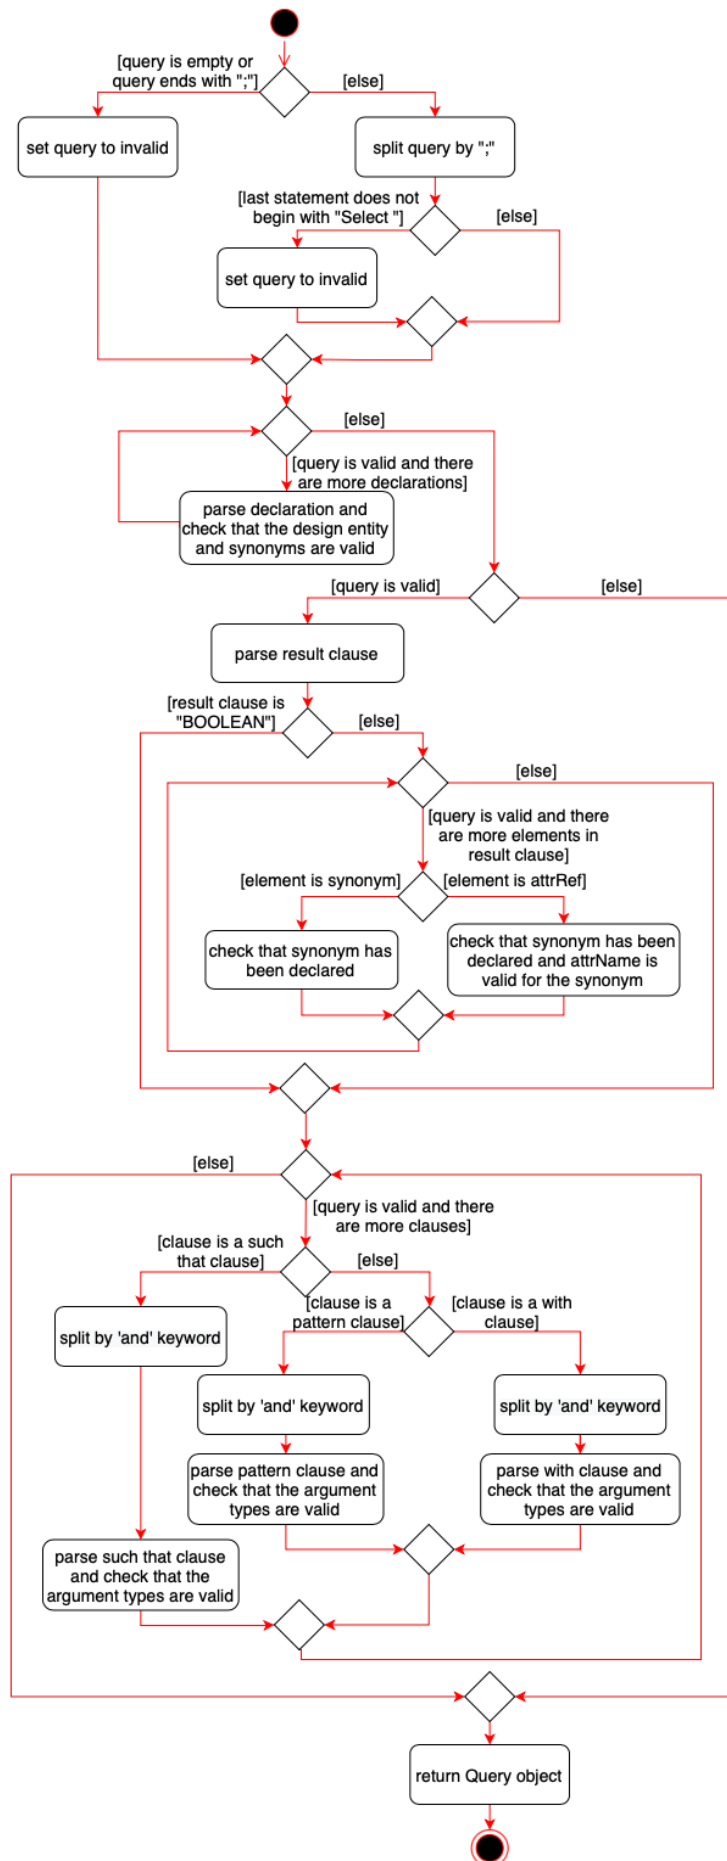 [query is empty or
query ends with ";"]
[else]
set query to invalid
split query by ";"
[last statement does not
begin with "Select "]
[else]
set query to invalid
[else]
[query is valid and there
are more declarations]
parse declaration and
check that the design entity
and synonyms are valid
[query is valid]
[else]
parse result clause
[result clause is
"BOOLEAN"]
[else]
[else]
[query is valid and there
are more elements in
result clause]
[element is synonym]
[element is attrRef]
check that synonym has
been declared
check that synonym has been
declared and attrName is
valid for the synonym
[else]
[query is valid and there
are more clauses]
[clause is a such
that clause]
[else]
[clause is a
pattern clause]
[clause is a with
clause]
split by 'and' keyword
split by 'and' keyword
split by 'and' keyword
parse pattern clause and
check that the argument
types are valid
parse with clause and
check that the argument
types are valid
parse such that clause
and check that the
argument types are valid
return Query object